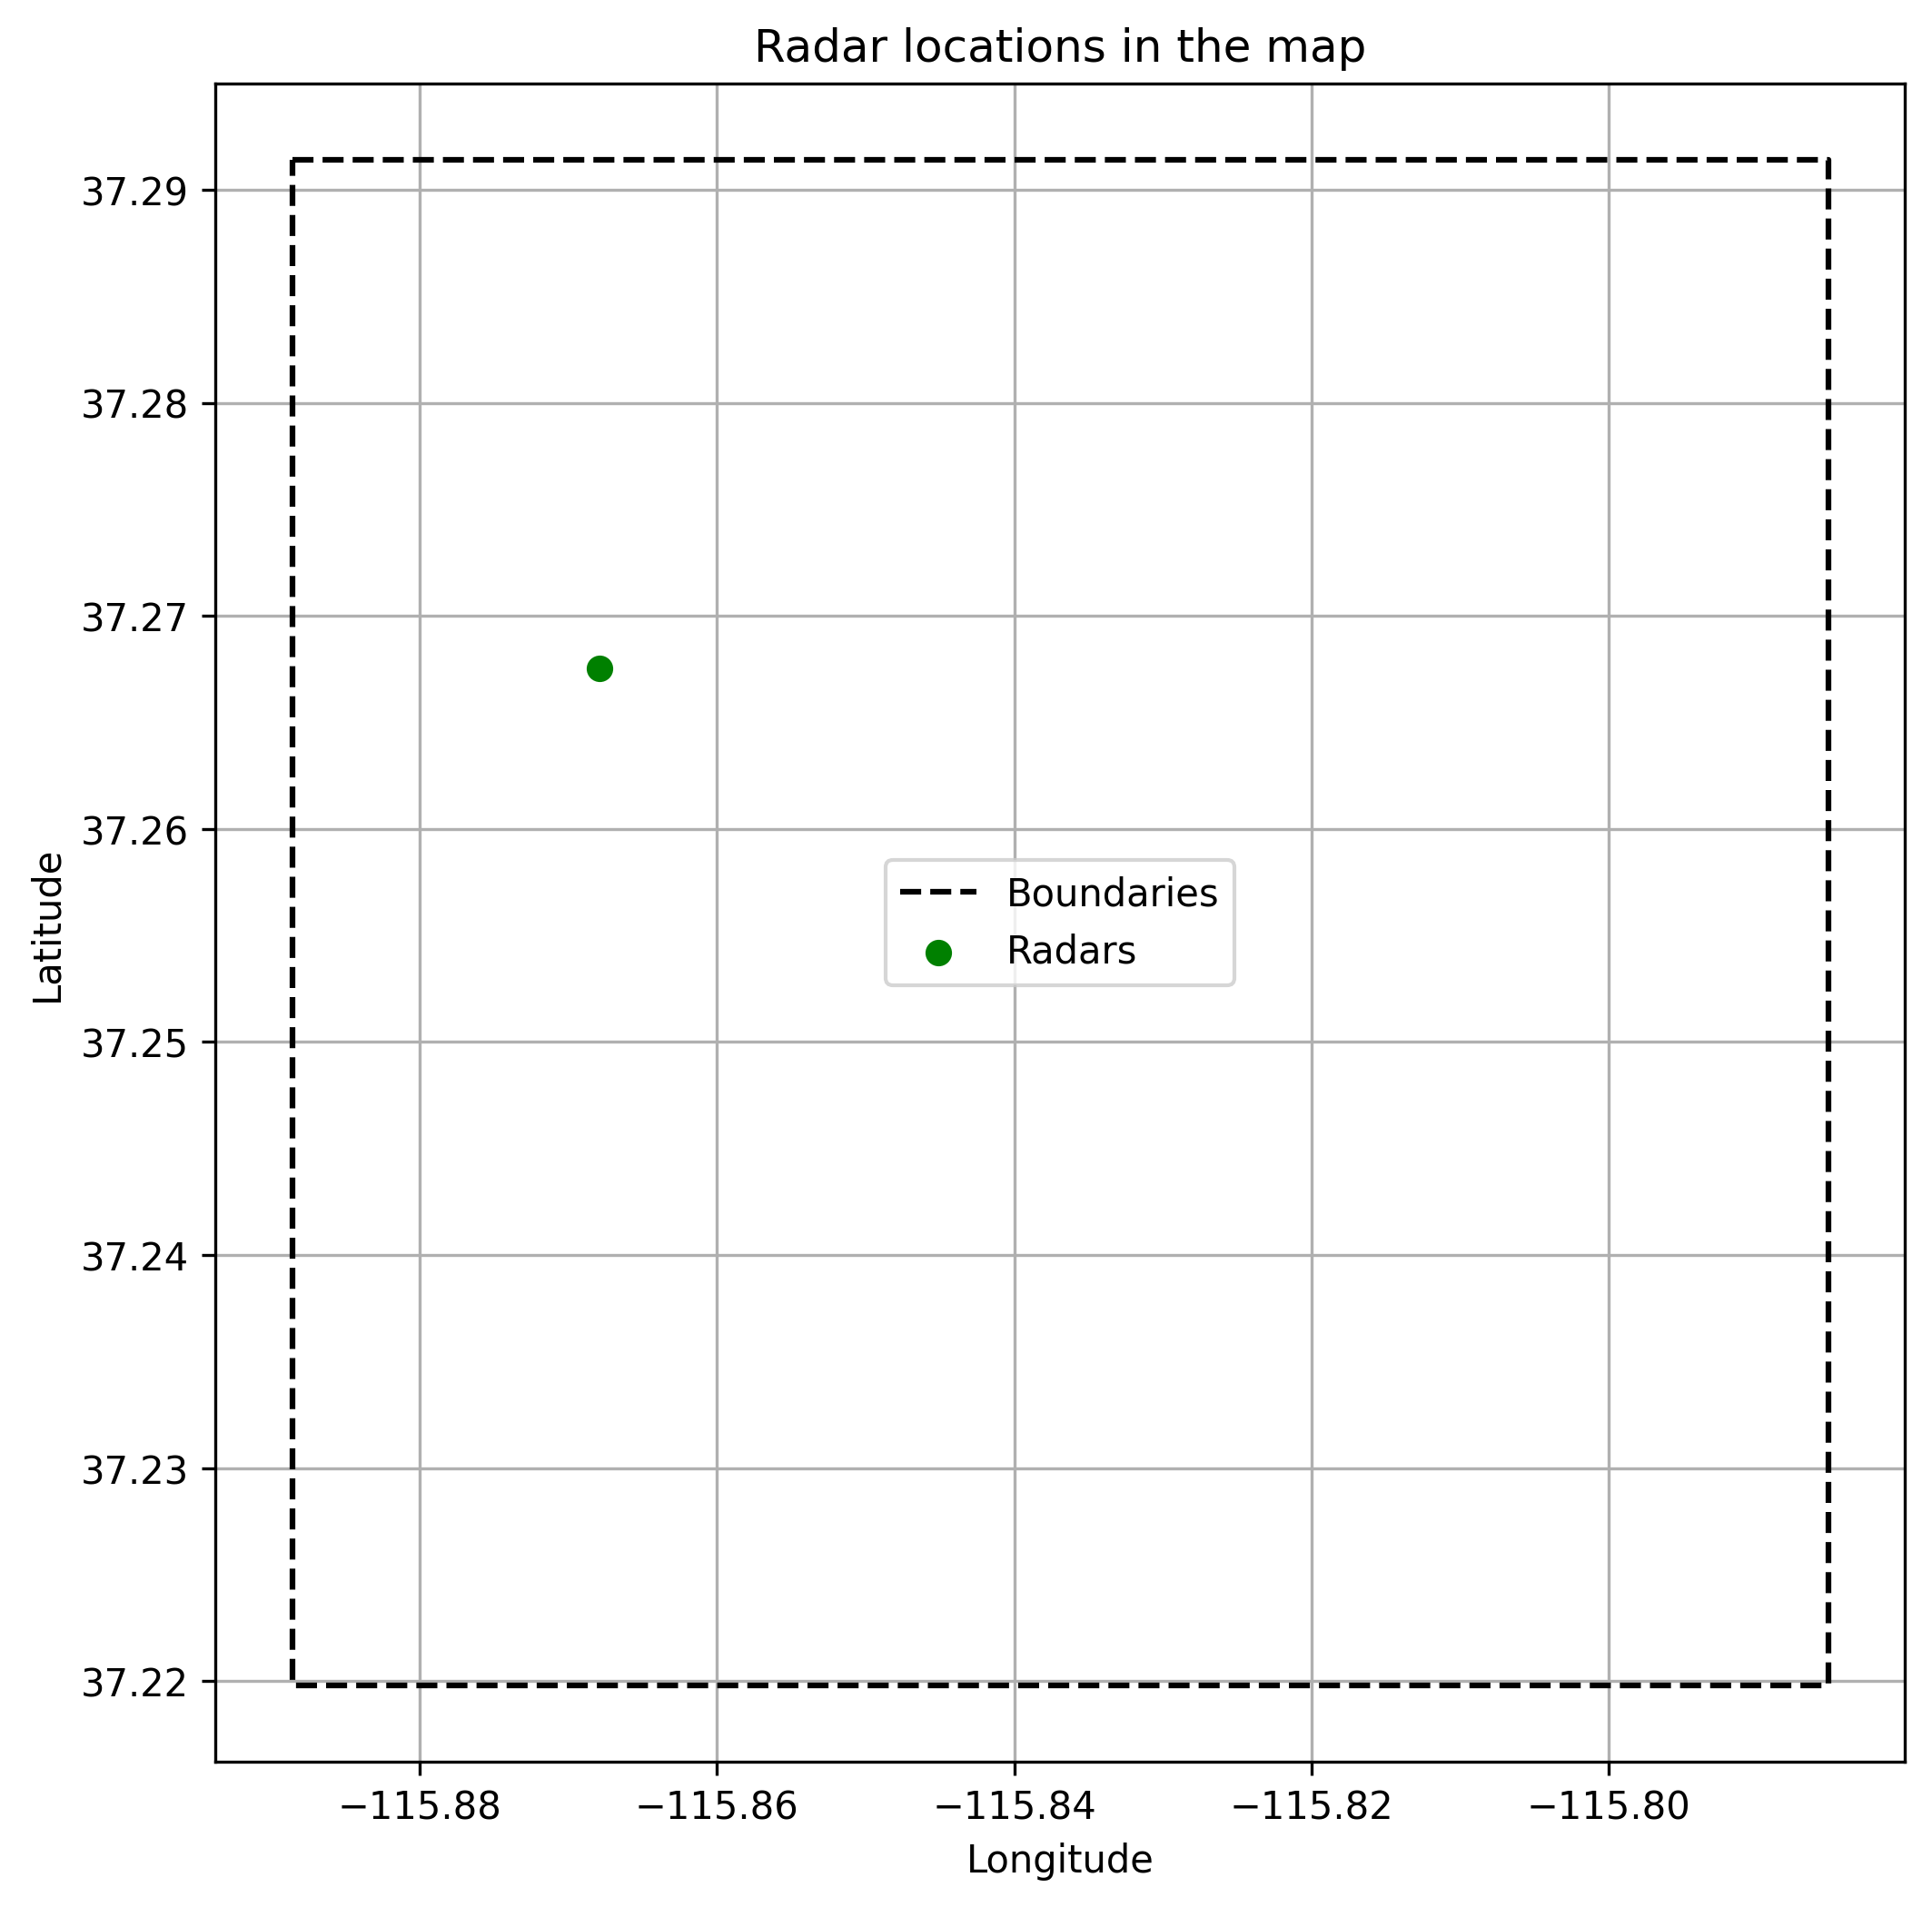 Radar locations in the map
37.29
37.28
37.27
37.26
37.25
37.24
37.23
37.22
Latitude
Boundaries
Radars
−115.88
−115.86
−115.84
−115.82
−115.80
Longitude